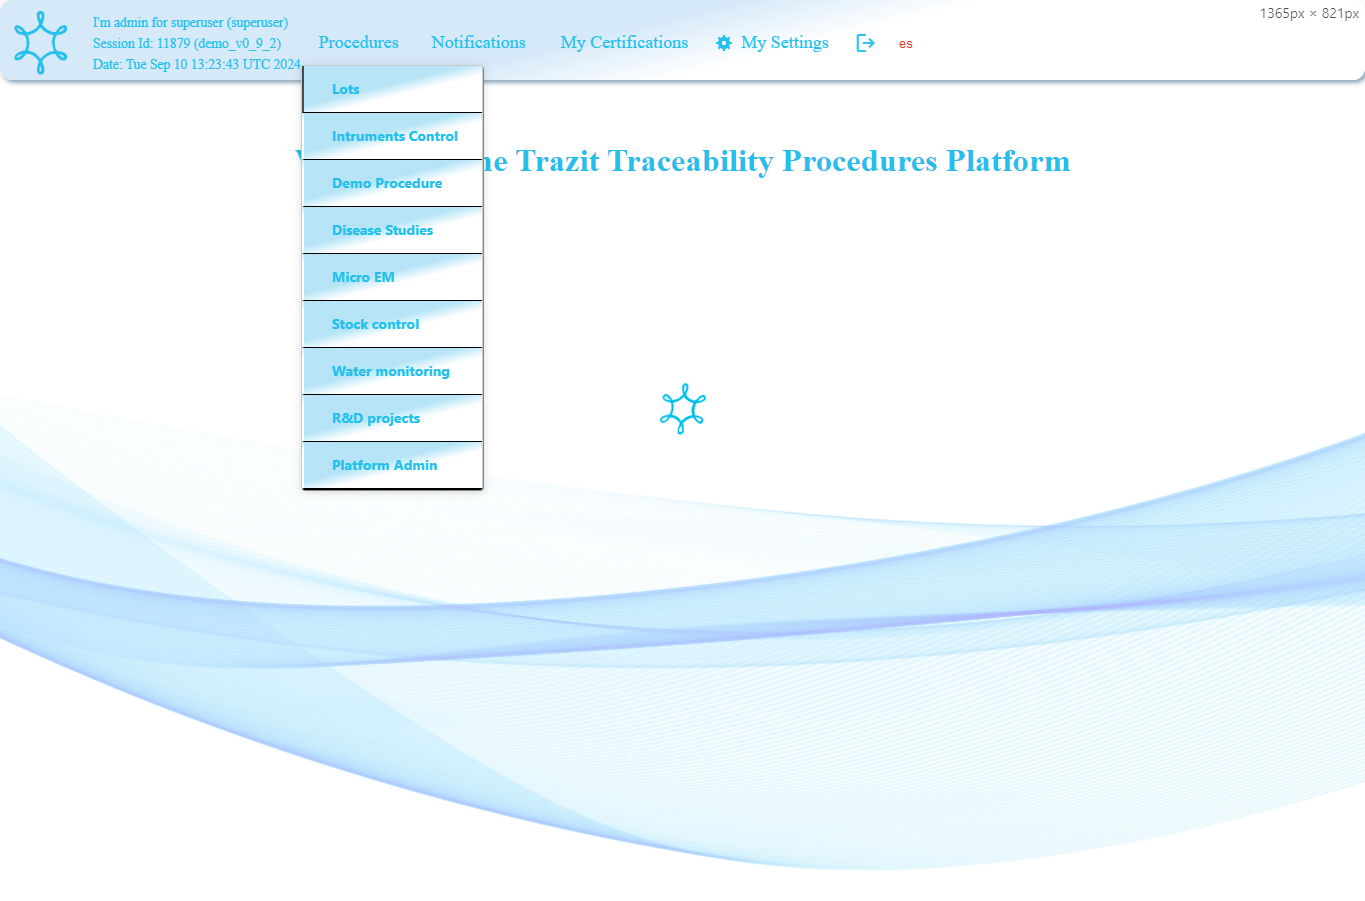 I'm admin for superuser (superuser)
Session Id: 11879 (demo_v0_9_2)
Date: Tue Sep 10 13:23:43 UTC 2024
Procedures
Notifications
My Certifications
My Settings
es
1365px × 821px
Lots
Intruments Control
Demo Procedure
Disease Studies
Micro EM
Stock control
Water monitoring
R&D projects
Platform Admin
Trazit Traceability Procedures Platform